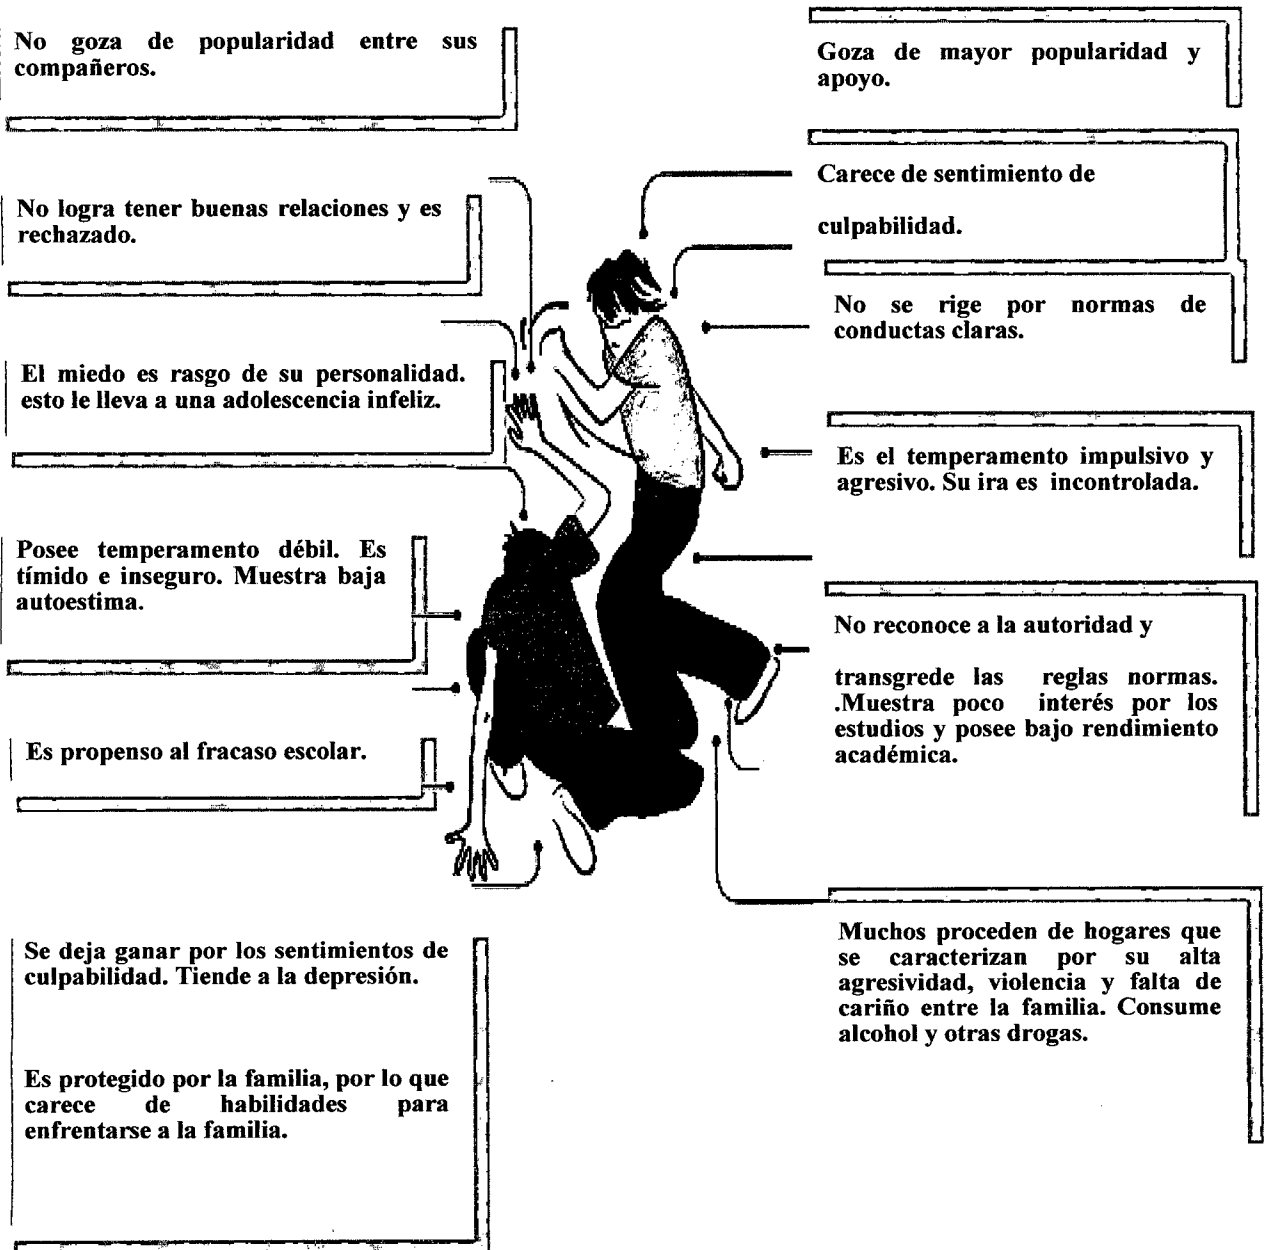 No goza de popularidad entre sus
compañeros.
No logra tener buenas relaciones y es
rechazado.
El miedo es rasgo de su personalidad.
esto le lleva a una adolescencia infeliz.
Posee temperamento débil. Es
tímido e inseguro. Muestra baja
autoestima.
Es propenso al fracaso escolar.
Se deja ganar por los sentimientos de
culpabilidad. Tiende a la depresión.
Es protegido por la familia, por lo que
carece de habilidades para
enfrentarse a la familia.
Goza de mayor popularidad y
apoyo.
Carece de sentimiento de
culpabilidad.
No se rige por normas de
conductas claras.
Es el temperamento impulsivo y
agresivo. Su ira es incontrolada.
No reconoce a la autoridad y
transgrede las reglas normas.
.Muestra poco interés por los
estudios y posee bajo rendimiento
académica.
Muchos proceden de hogares que
se caracterizan por su alta
agresividad, violencia y falta de
cariño entre la familia. Consume
alcohol y otras drogas.